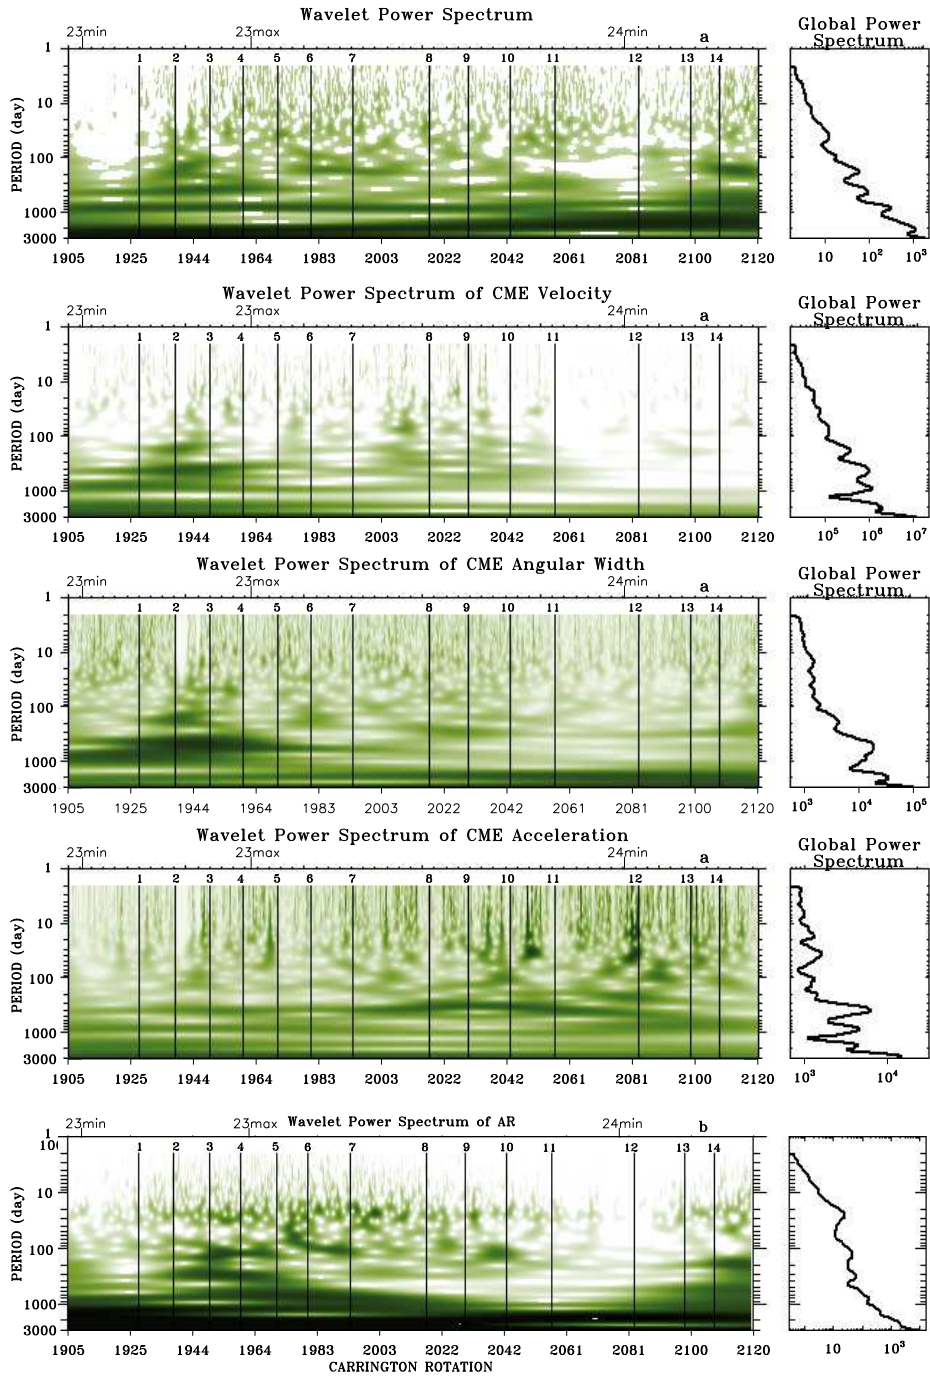 Wavelet Power Spectrum
Global Power
Spectrum
23min 23max 24min a
1 2 3 4 5 6 7 8 9 10 11 12 13 14
1
10
100
1000
3000
PERIOD (day)
1905 1925 1944 1964 1983 2003 2022 2042 2061 2081 2100 2120
10 10² 10³
Wavelet Power Spectrum of CME Velocity
Global Power
Spectrum
23min 23max 24min a
1 2 3 4 5 6 7 8 9 10 11 12 13 14
1
10
100
1000
3000
PERIOD (day)
1905 1925 1944 1964 1983 2003 2022 2042 2061 2081 2100 2120
10⁵ 10⁶ 10⁷
Wavelet Power Spectrum of CME Angular Width
Global Power
Spectrum
23min 23max 24min a
1 2 3 4 5 6 7 8 9 10 11 12 13 14
1
10
100
1000
3000
PERIOD (day)
1905 1925 1944 1964 1983 2003 2022 2042 2061 2081 2100 2120
10³ 10⁴ 10⁵
Wavelet Power Spectrum of CME Acceleration
Global Power
Spectrum
23min 23max 24min a
1 2 3 4 5 6 7 8 9 10 11 12 13 14
1
10
100
1000
3000
PERIOD (day)
1905 1925 1944 1964 1983 2003 2022 2042 2061 2081 2100 2120
10³ 10⁴
23min 23max Wavelet Power Spectrum of AR 24min b
1 2 3 4 5 6 7 8 9 10 11 12 13 14
1
10
100
1000
3000
PERIOD (day)
1905 1925 1944 1964 1983 2003 2022 2042 2061 2081 2100 2120
10 10³
CARRINGTON ROTATION